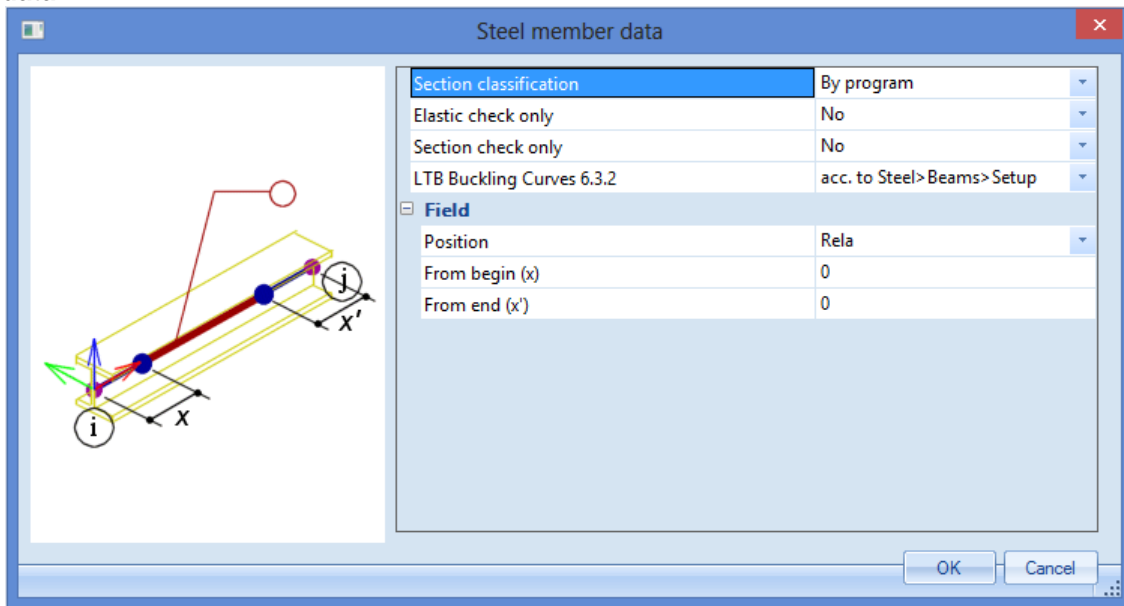 Steel member data
Section classification By program
Elastic check only No
Section check only No
LTB Buckling Curves 6.3.2 acc. to Steel>Beams>Setup
Field
Position Rela
From begin (x) 0
From end (x') 0
j
x'
x
i
OK Cancel